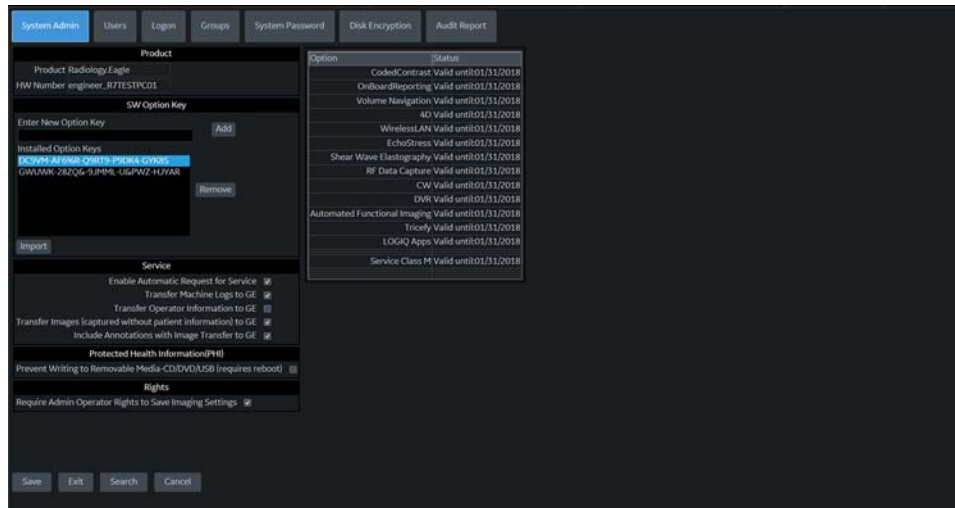 System Admin
Users
Logon
Groups
System Password
Disk Encryption
Audit Report
Product
Product Radiology.Eagle
HW Number engineer_R7TESTPC01
SW Option Key
Enter New Option Key
Add
Installed Option Keys
DC9VM-AF696R-Q9RT9-P9DK4-GYK8S
GWUWK-28ZQ&-9JMML-U&PWZ-HJYAR
Remove
Import
Service
Enable Automatic Request for Service
Transfer Machine Logs to GE
Transfer Operator Information to GE
Transfer Images (captured without patient information) to GE
Include Annotations with Image Transfer to GE
Protected Health Information(PHI)
Prevent Writing to Removable Media-CD/DVD/USB (requires reboot)
Rights
Require Admin Operator Rights to Save Imaging Settings
Option Status
CodedContrast Valid until:01/31/2018
OnBoardReporting Valid until:01/31/2018
Volume Navigation Valid until:01/31/2018
4D Valid until:01/31/2018
WirelessLAN Valid until:01/31/2018
EchoStress Valid until:01/31/2018
Shear Wave Elastography Valid until:01/31/2018
RF Data Capture Valid until:01/31/2018
CW Valid until:01/31/2018
DVR Valid until:01/31/2018
Automated Functional Imaging Valid until:01/31/2018
Tricefy Valid until:01/31/2018
LOGIQ Apps Valid until:01/31/2018
Service Class M Valid until:01/31/2018
Save
Exit
Search
Cancel